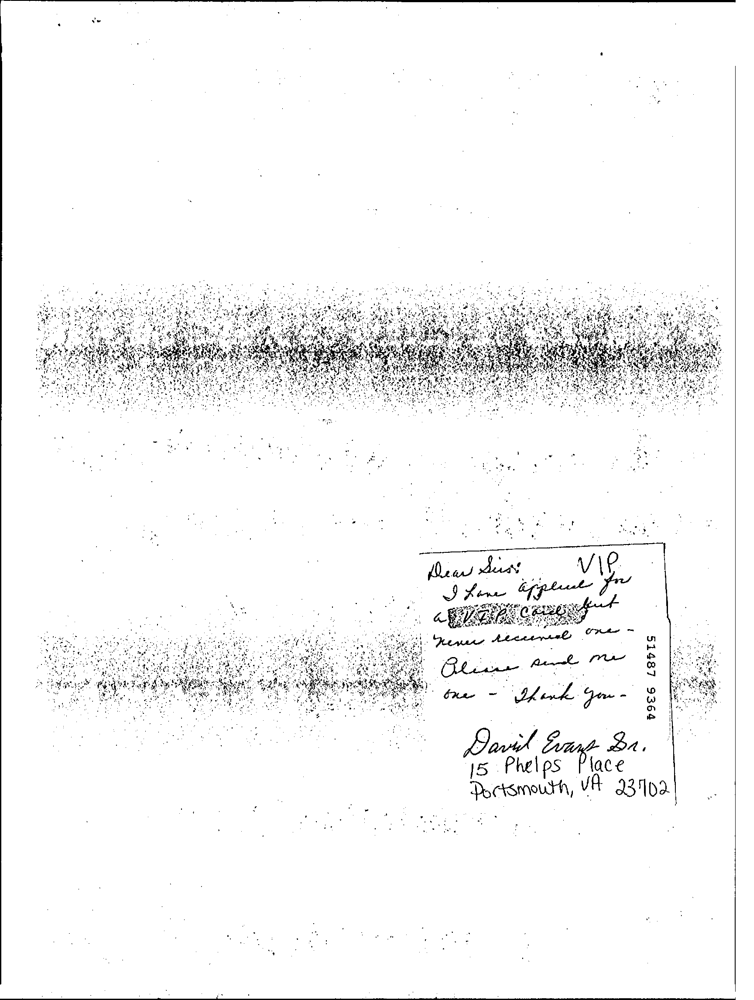 Dear Sirs:
VIP
I have applied for
a VIP Card but
never received one -
Please send me
one - Thank you -
David Evans Sr.
15 Phelps Place
Portsmouth, VA 23702
51487 9364